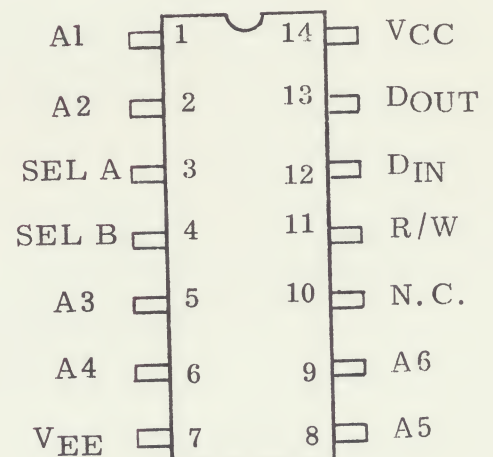 A1 1 14 VCC
A2 2 13 DOUT
SEL A 3 12 DIN
SEL B 4 11 R/W
A3 5 10 N.C.
A4 6 9 A6
VEE 7 8 A5